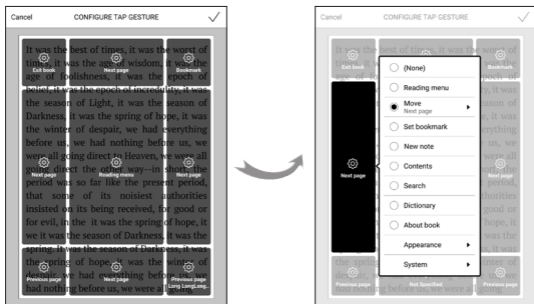 Cancel CONFIGURE TAP GESTURE
It was the best of times, it was the worst of
times, it was the age of wisdom, it was the
age of foolishness, it was the epoch of
belief, it was the epoch of incredulity, it was
the season of Light, it was the season of
Darkness, it was the spring of hope, it was
the winter of despair, we had everything
before us, we had nothing before us, we
were all going direct to Heaven, we were all
going direct the other way--in short, the
period was so far like the present period,
that some of its noisiest authorities
insisted on its being received, for good or
for evil, in the it was the spring of hope, it
we it was the season of Darkness, it was the
spring. It was the season of Darkness, it was
the spring of hope, it was the winter of
despair, we had everything before us, we
had nothing before us, we were all going
Exit book Next page Bookmark
Next page Reading menu Next page
Previous page Next page Previous page
Long LangLang..
Cancel CONFIGURE TAP GESTURE
Exit book
Bookmark
Next page
Next page
Previous page Not Specified Previous page
(None)
Reading menu
Move
Next page
Set bookmark
New note
Contents
Search
Dictionary
About book
Appearance
System